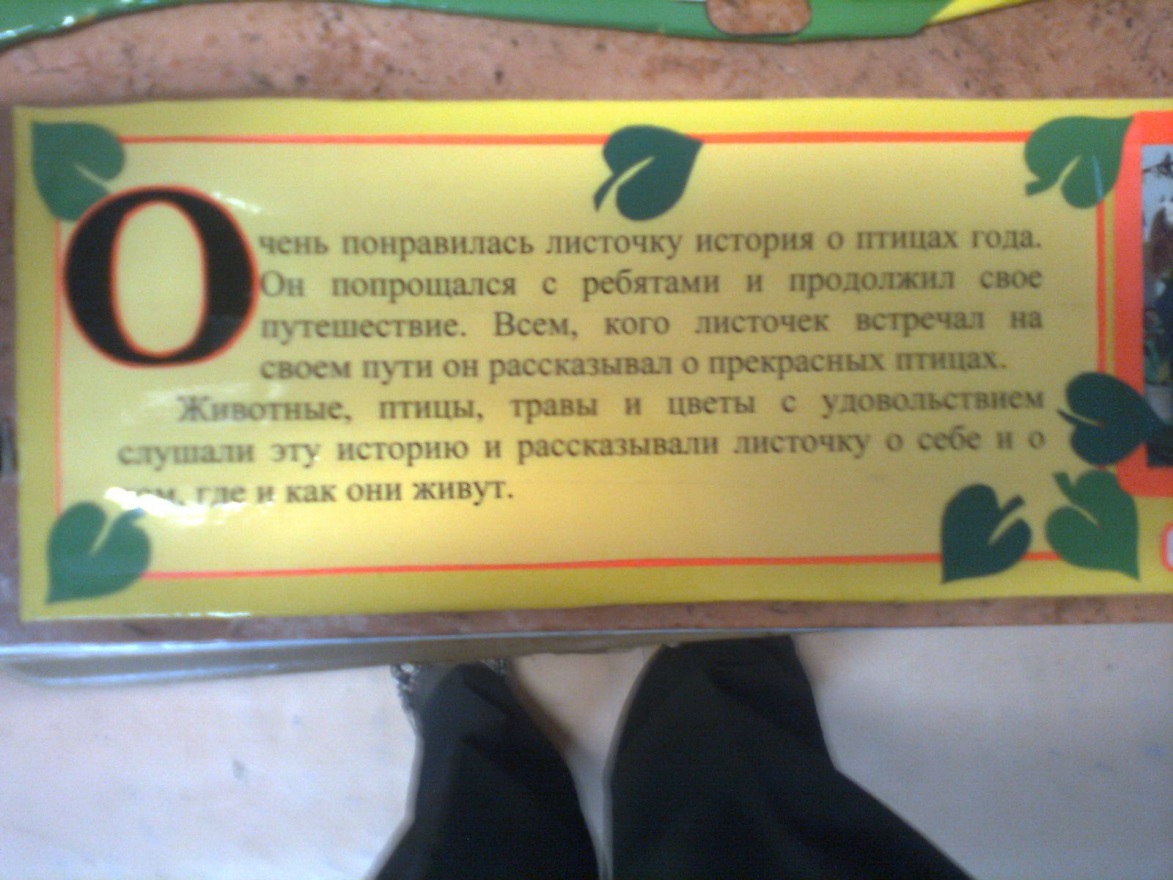 Очень понравилась листочку история о птицах года.
Он попрощался с ребятами и продолжил свое
путешествие. Всем, кого листочек встречал на
своем пути он рассказывал о прекрасных птицах.
Животные, птицы, травы и цветы с удовольствием
слушали эту историю и рассказывали листочку о себе и о
том, где и как они живут.